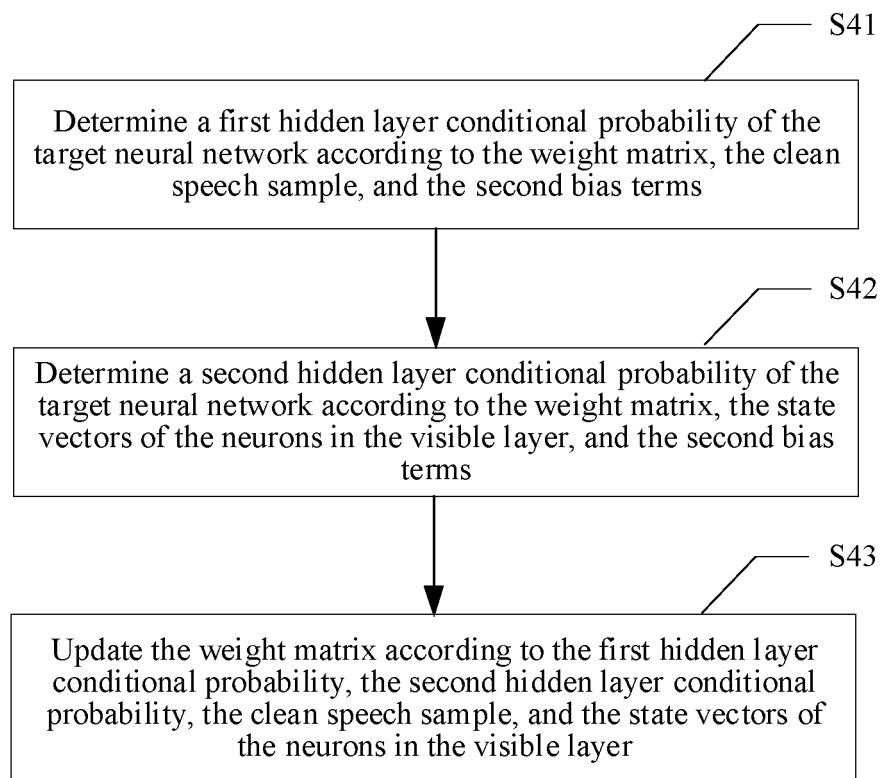 S41
Determine a first hidden layer conditional probability of the
target neural network according to the weight matrix, the clean
speech sample, and the second bias terms
S42
Determine a second hidden layer conditional probability of the
target neural network according to the weight matrix, the state
vectors of the neurons in the visible layer, and the second bias
terms
S43
Update the weight matrix according to the first hidden layer
conditional probability, the second hidden layer conditional
probability, the clean speech sample, and the state vectors of
the neurons in the visible layer